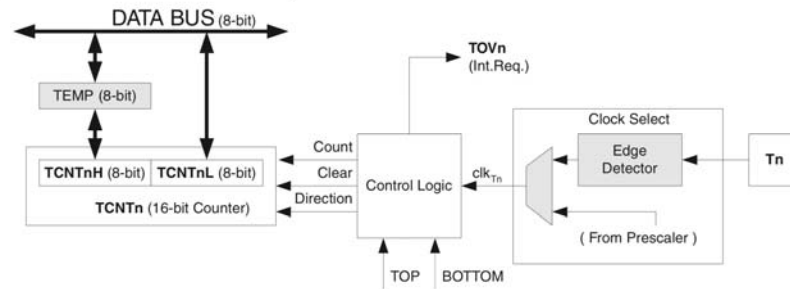 DATA BUS (8-bit)
TOVn
(Int.Req.)
TEMP (8-bit)
Clock Select
Count
Edge
Detector
Tn
TCNTnH (8-bit) TCNTnL (8-bit)
Clear
Control Logic
clkTn
TCNTn (16-bit Counter)
Direction
( From Prescaler )
TOP
BOTTOM